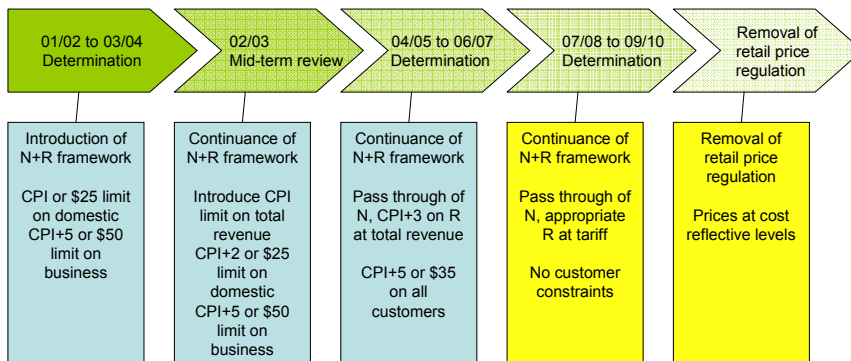 01/02 to 03/04
Determination
02/03
Mid-term review
04/05 to 06/07
Determination
07/08 to 09/10
Determination
Removal of
retail price
regulation
Introduction of
N+R framework
CPI or $25 limit
on domestic
CPI+5 or $50
limit on
business
Continuance of
N+R framework
Introduce CPI
limit on total
revenue
CPI+2 or $25
limit on
domestic
CPI+5 or $50
limit on
business
Continuance of
N+R framework
Pass through of
N, CPI+3 on R
at total revenue
CPI+5 or $35
on all
customers
Continuance of
N+R framework
Pass through of
N, appropriate
R at tariff
No customer
constraints
Removal of
retail price
regulation
Prices at cost
reflective levels